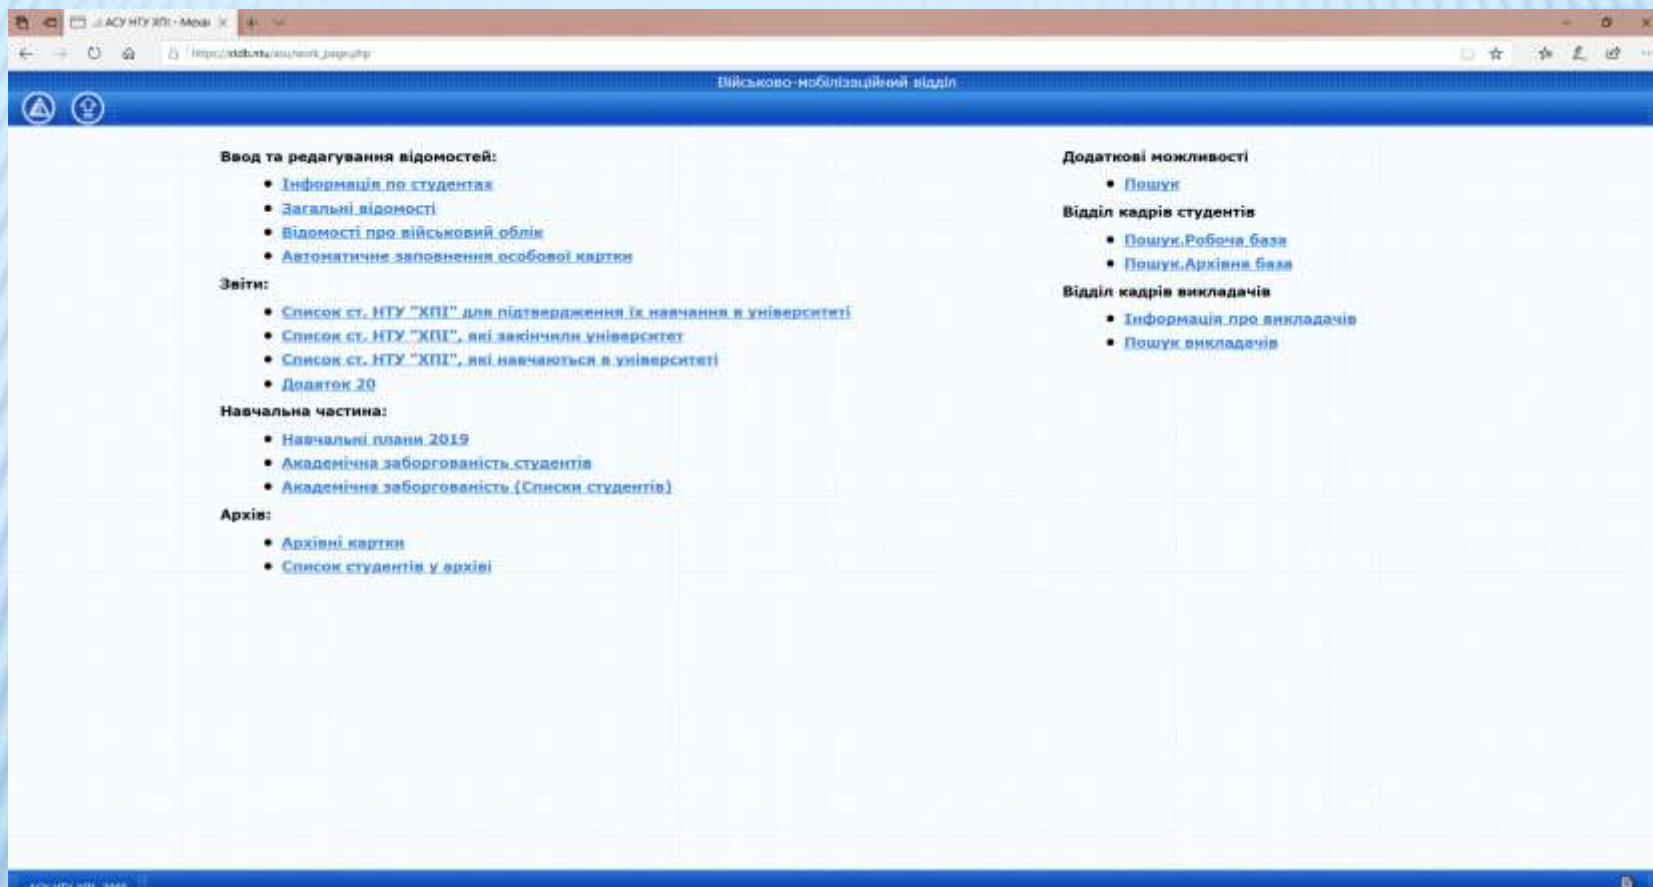 АСУ НТУ ХПІ - Механ
Військово-мобілізаційний відділ
Ввод та редагування відомостей:
Інформація по студентах
Загальні відомості
Відомості про військовий облік
Автоматичне заповнення особової картки
Звіти:
Список ст. НТУ "ХПІ" для підтвердження їх навчання в університеті
Список ст. НТУ "ХПІ", які закінчили університет
Список ст. НТУ "ХПІ", які навчаються в університеті
Додаток 20
Навчальна частина:
Навчальні плани 2019
Академічна заборгованість студентів
Академічна заборгованість (Списки студентів)
Архів:
Архівні картки
Список студентів у архіві
Додаткові можливості
Пошук
Відділ кадрів студентів
Пошук.Робоча база
Пошук.Архівна база
Відділ кадрів викладачів
Інформація про викладачів
Пошук викладачів